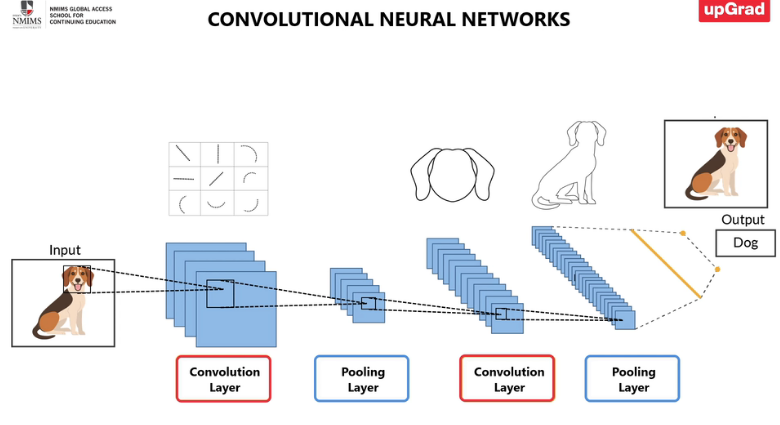 NMIMS
NMIMS GLOBAL ACCESS
SCHOOL FOR
CONTINUING EDUCATION
CONVOLUTIONAL NEURAL NETWORKS
upGrad
Output
Dog
Input
Convolution
Layer
Pooling
Layer
Convolution
Layer
Pooling
Layer